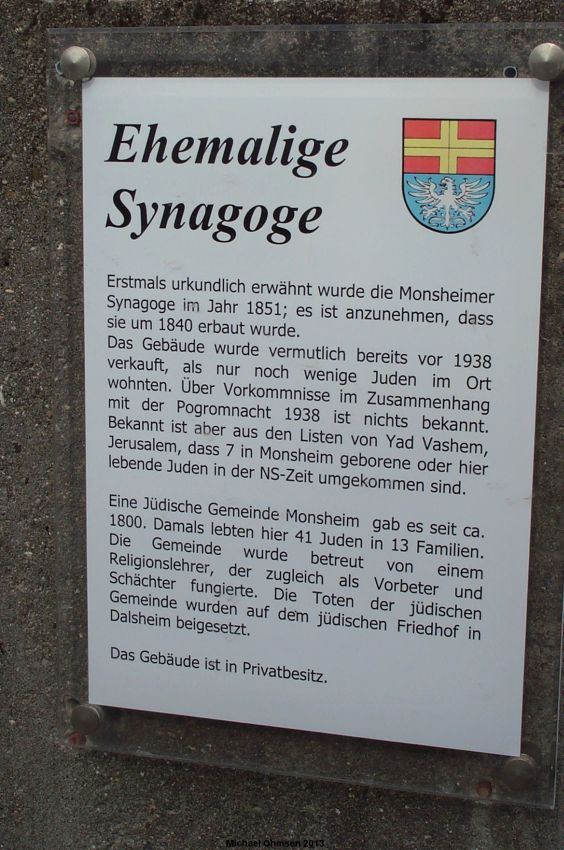 Ehemalige
Synagoge
Erstmals urkundlich erwähnt wurde die Monsheimer
Synagoge im Jahr 1851; es ist anzunehmen, dass
sie um 1840 erbaut wurde.
Das Gebäude wurde vermutlich bereits vor 1938
verkauft, als nur noch wenige Juden im Ort
wohnten. Über Vorkommnisse im Zusammenhang
mit der Pogromnacht 1938 ist nichts bekannt.
Bekannt ist aber aus den Listen von Yad Vashem,
Jerusalem, dass 7 in Monsheim geborene oder hier
lebende Juden in der NS-Zeit umgekommen sind.
Eine Jüdische Gemeinde Monsheim gab es seit ca.
1800. Damals lebten hier 41 Juden in 13 Familien.
Die Gemeinde wurde betreut von einem
Religionslehrer, der zugleich als Vorbeter und
Schächter fungierte. Die Toten der jüdischen
Gemeinde wurden auf dem jüdischen Friedhof in
Dalsheim beigesetzt.
Das Gebäude ist in Privatbesitz.
Michael Ohmsen 2013